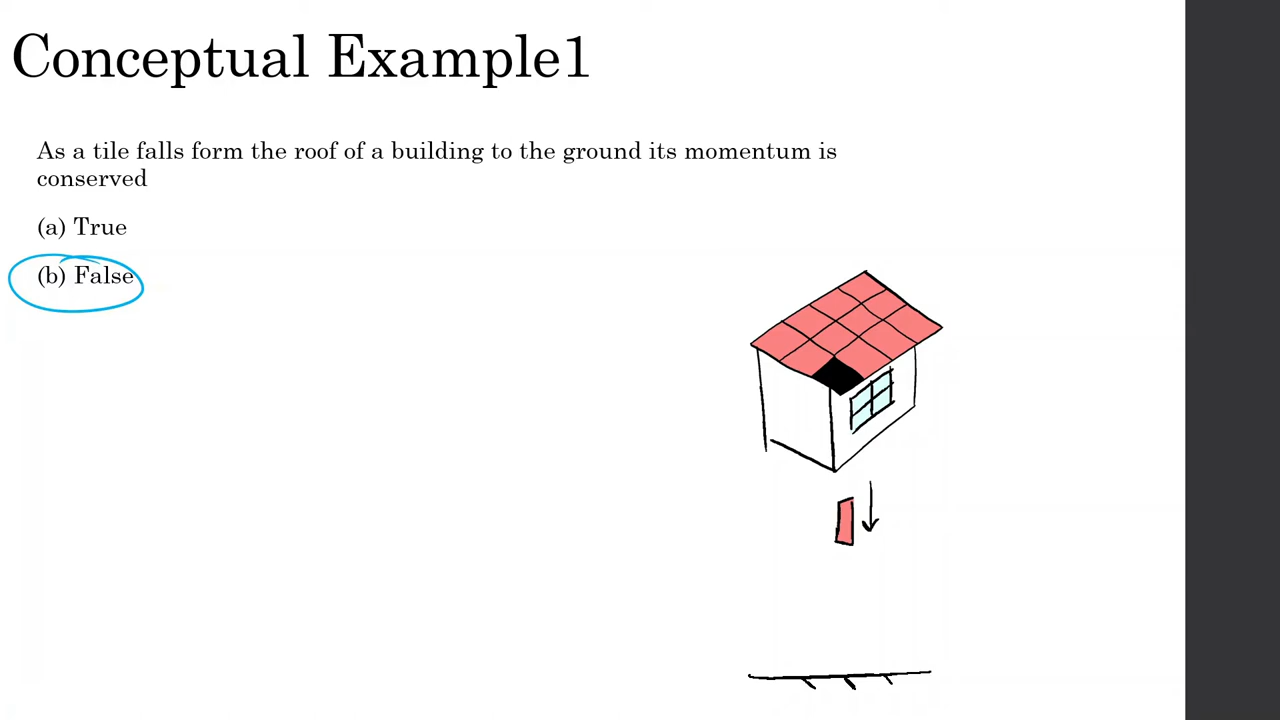 Conceptual Example1
As a tile falls form the roof of a building to the ground its momentum is
conserved
(a) True
(b) False